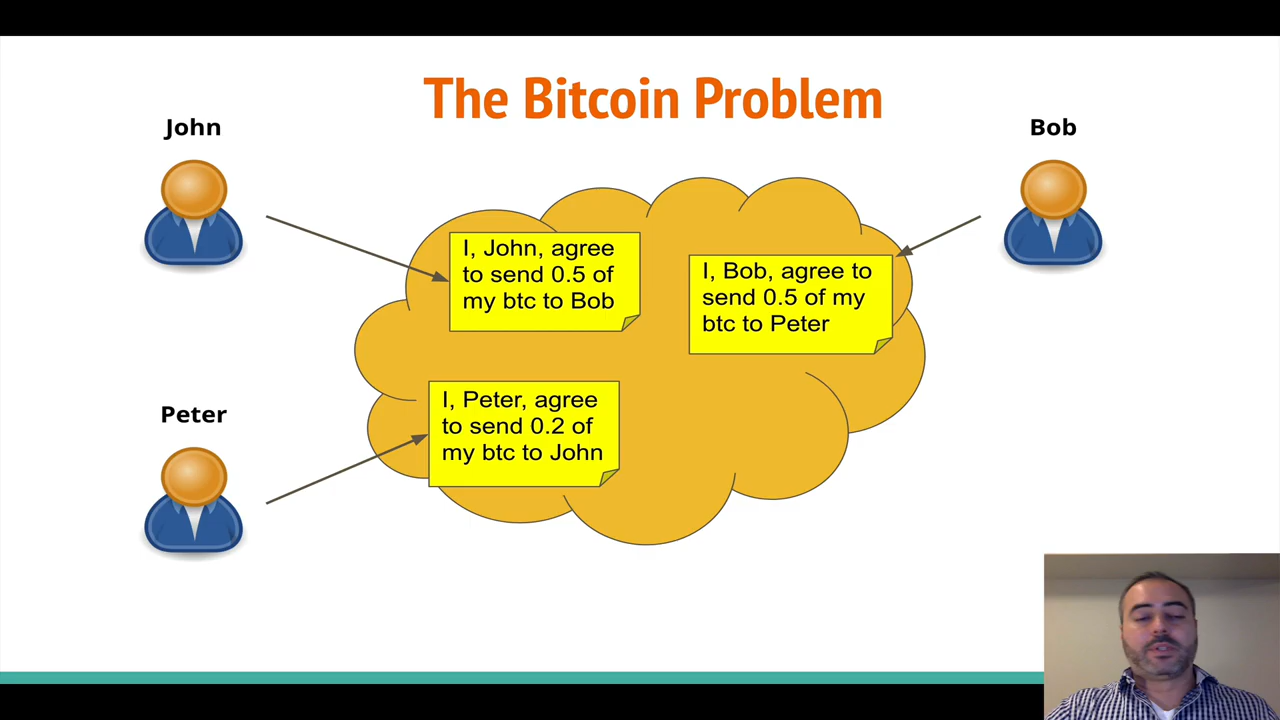 The Bitcoin Problem
John
Bob
I, John, agree
to send 0.5 of
my btc to Bob
I, Bob, agree to
send 0.5 of my
btc to Peter
Peter
I, Peter, agree
to send 0.2 of
my btc to John